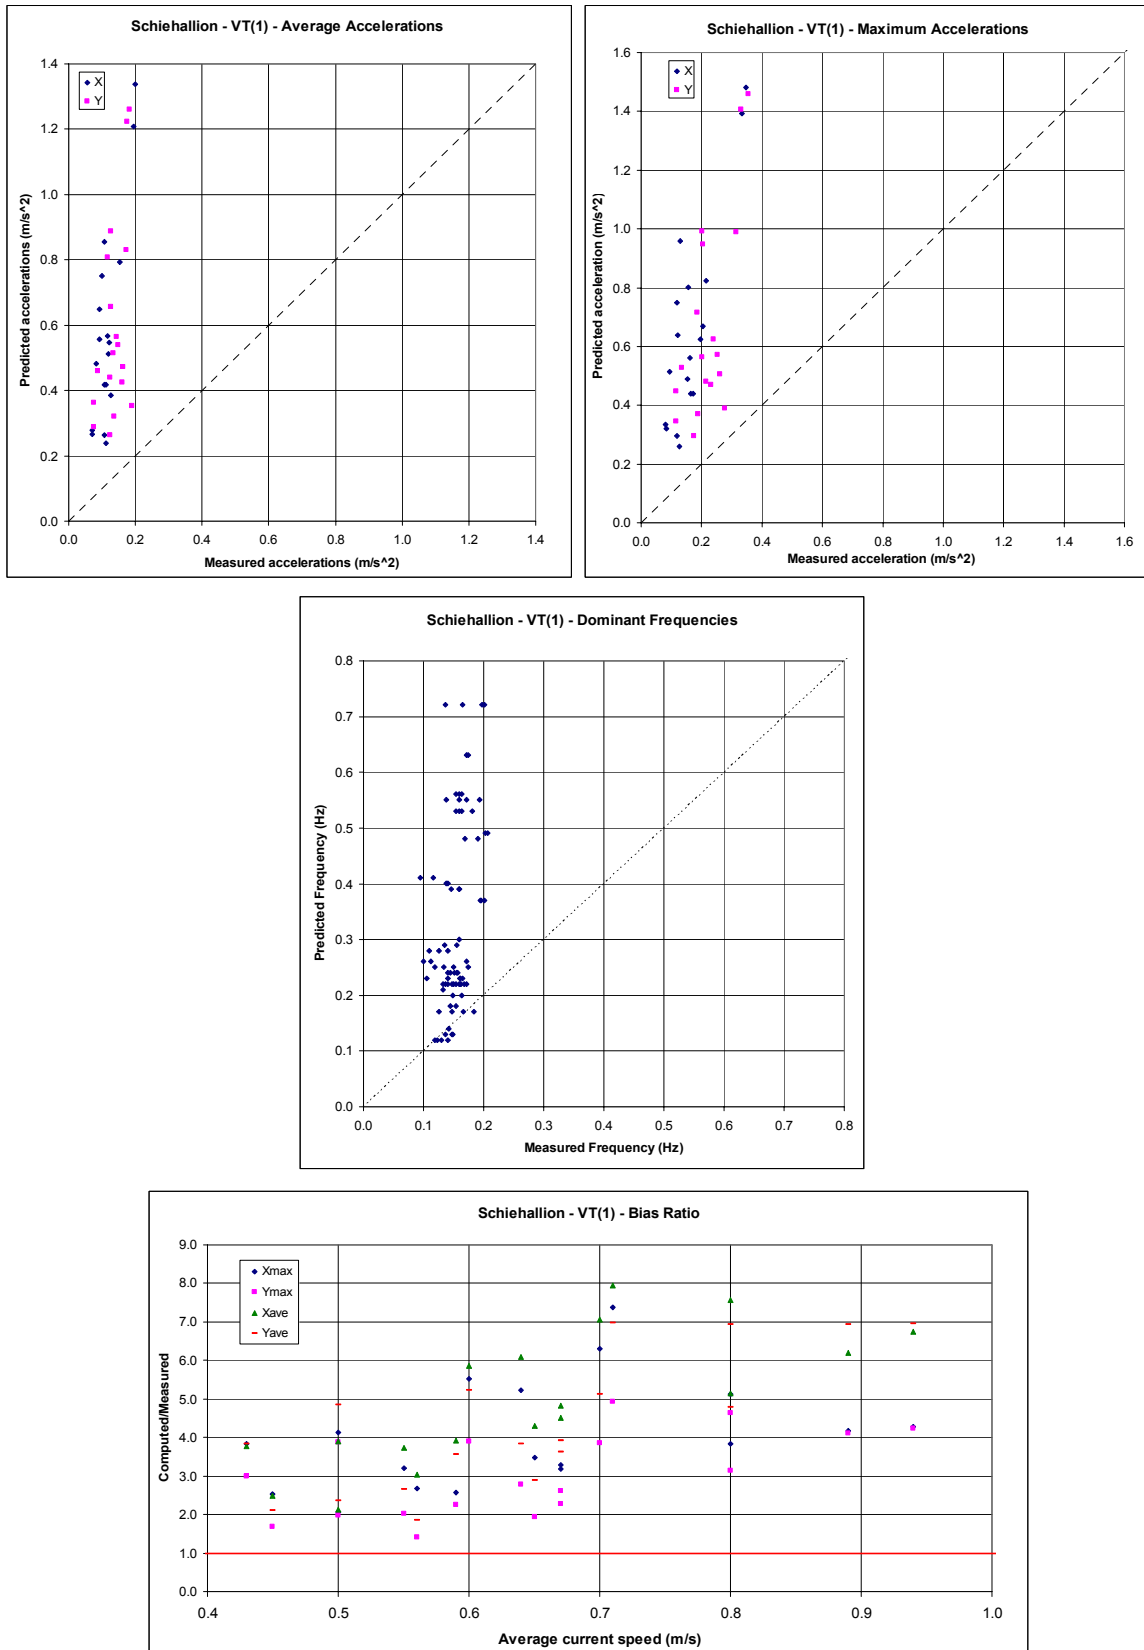 Schiehallion - VT(1) - Average Accelerations
X
Y
Predicted accelerations (m/s^2)
1.4
1.2
1.0
0.8
0.6
0.4
0.2
0.0
0.0 0.2 0.4 0.6 0.8 1.0 1.2 1.4
Measured accelerations (m/s^2)
Schiehallion - VT(1) - Maximum Accelerations
X
Y
Predicted acceleration (m/s^2)
1.6
1.4
1.2
1.0
0.8
0.6
0.4
0.2
0.0
0.0 0.2 0.4 0.6 0.8 1.0 1.2 1.4 1.6
Measured acceleration (m/s^2)
Schiehallion - VT(1) - Dominant Frequencies
Predicted Frequency (Hz)
0.8
0.7
0.6
0.5
0.4
0.3
0.2
0.1
0.0
0.0 0.1 0.2 0.3 0.4 0.5 0.6 0.7 0.8
Measured Frequency (Hz)
Schiehallion - VT(1) - Bias Ratio
Xmax
Ymax
Xave
Yave
Computed/Measured
9.0
8.0
7.0
6.0
5.0
4.0
3.0
2.0
1.0
0.0
0.4 0.5 0.6 0.7 0.8 0.9 1.0
Average current speed (m/s)